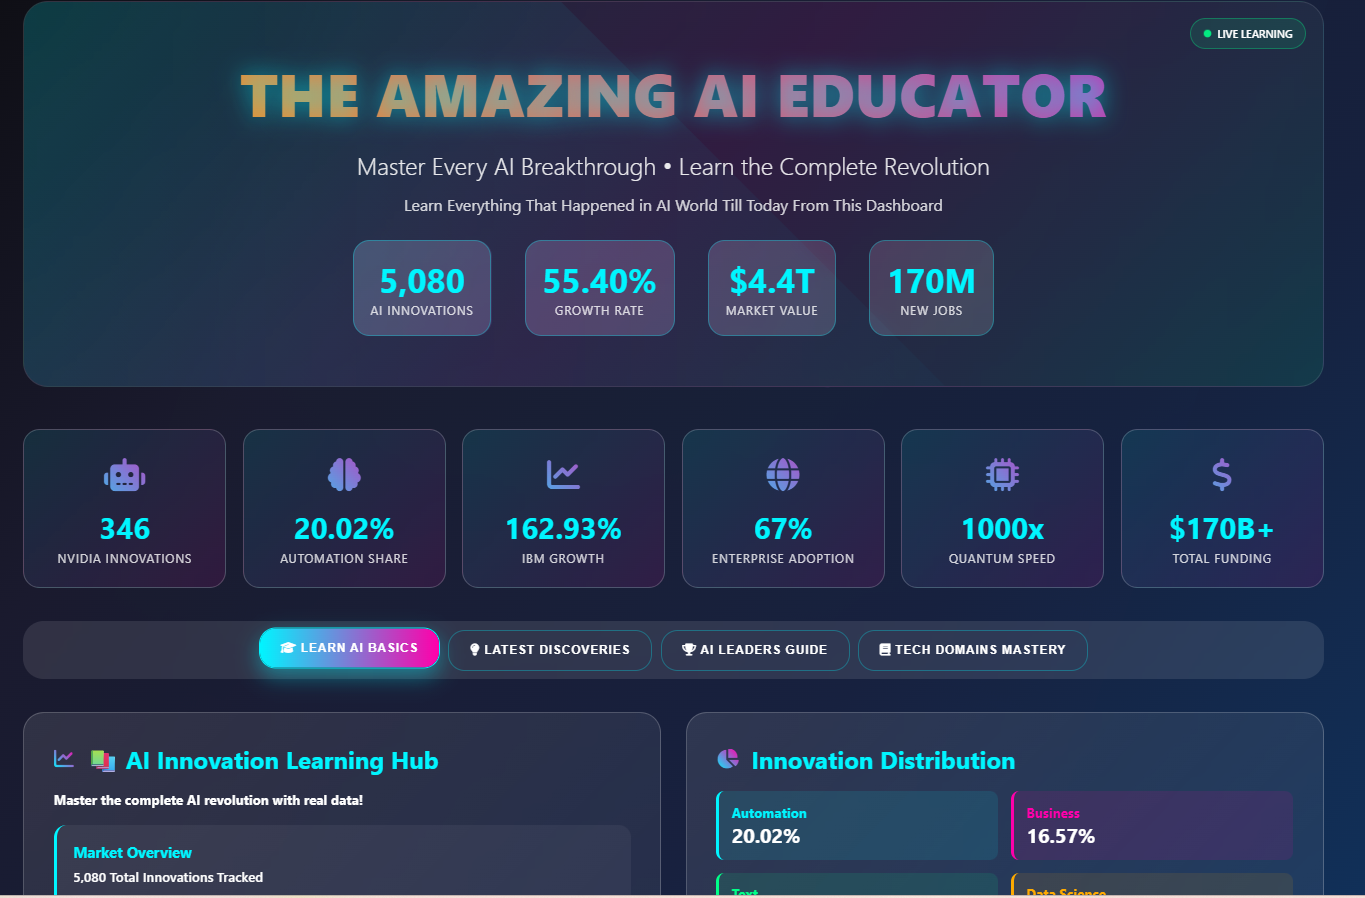 LIVE LEARNING
THE AMAZING AI EDUCATOR
Master Every AI Breakthrough • Learn the Complete Revolution
Learn Everything That Happened in AI World Till Today From This Dashboard
5,080
AI INNOVATIONS
55.40%
GROWTH RATE
$4.4T
MARKET VALUE
170M
NEW JOBS
346
NVIDIA INNOVATIONS
20.02%
AUTOMATION SHARE
162.93%
IBM GROWTH
67%
ENTERPRISE ADOPTION
1000x
QUANTUM SPEED
$170B+
TOTAL FUNDING
LEARN AI BASICS
LATEST DISCOVERIES
AI LEADERS GUIDE
TECH DOMAINS MASTERY
AI Innovation Learning Hub
Master the complete AI revolution with real data!
Market Overview
5,080 Total Innovations Tracked
Innovation Distribution
Automation
20.02%
Business
16.57%
Text
Data Science